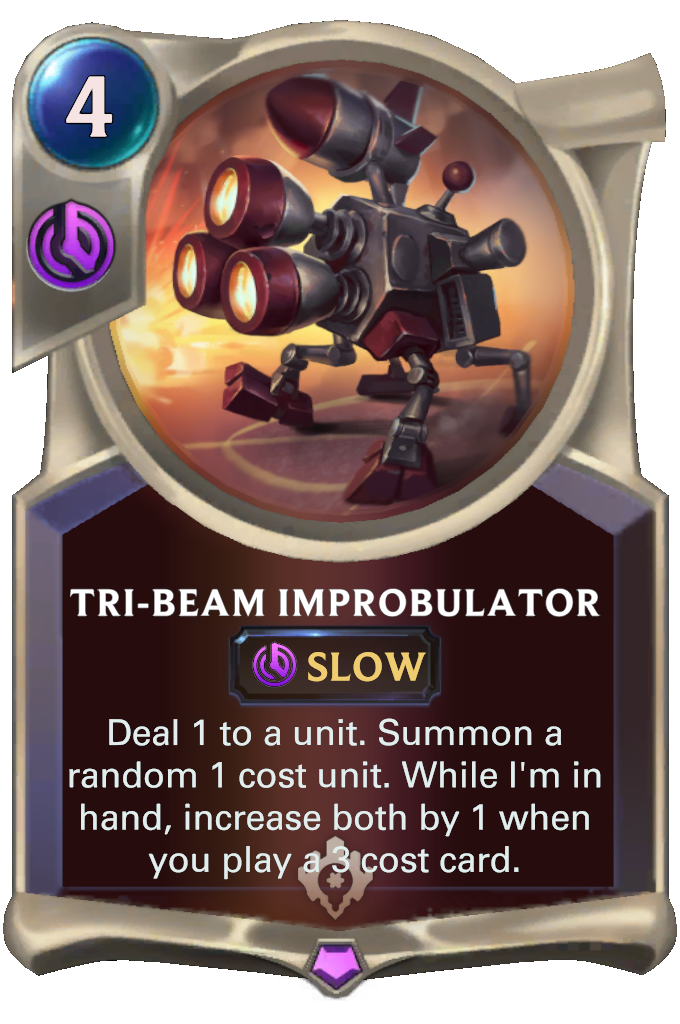 4
TRI-BEAM IMPROBULATOR
SLOW
Deal 1 to a unit. Summon a
random 1 cost unit. While I'm in
hand, increase both by 1 when
you play a 3 cost card.